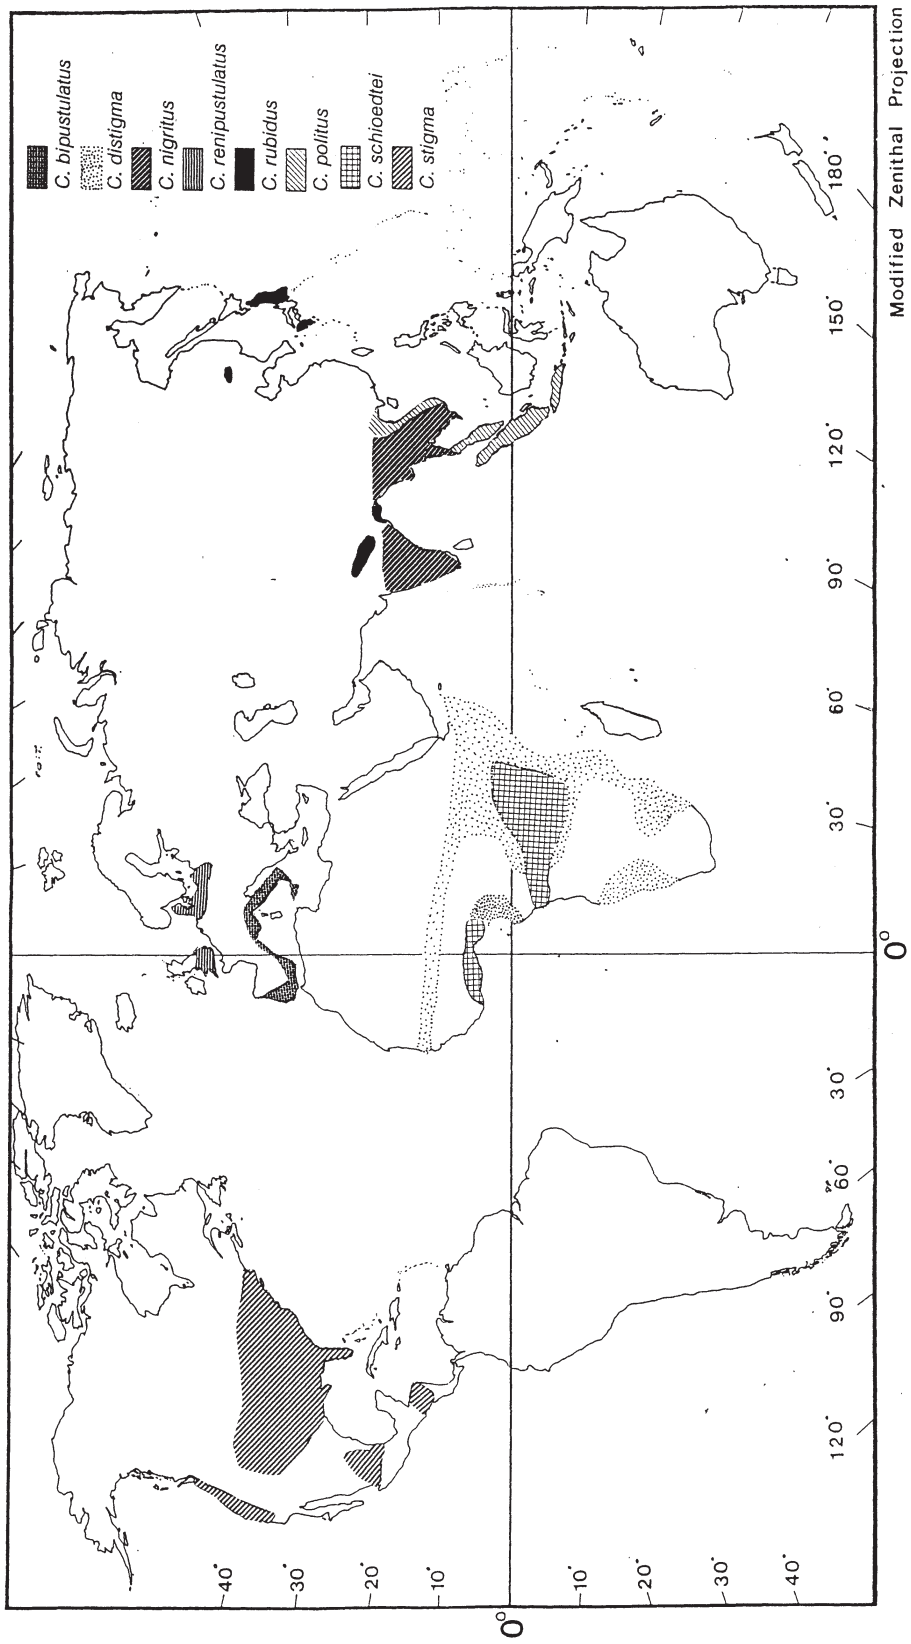 C. bipustulatus
C. distigma
C. nigritus
C. renipustulatus
C. rubidus
C. politus
C. schioedtei
C. stigma
40°
30°
20°
10°
0°
10°
20°
30°
40°
120°
90°
60°
30°
0°
30°
60°
90°
120°
150°
180°
Modified Zenithal Projection